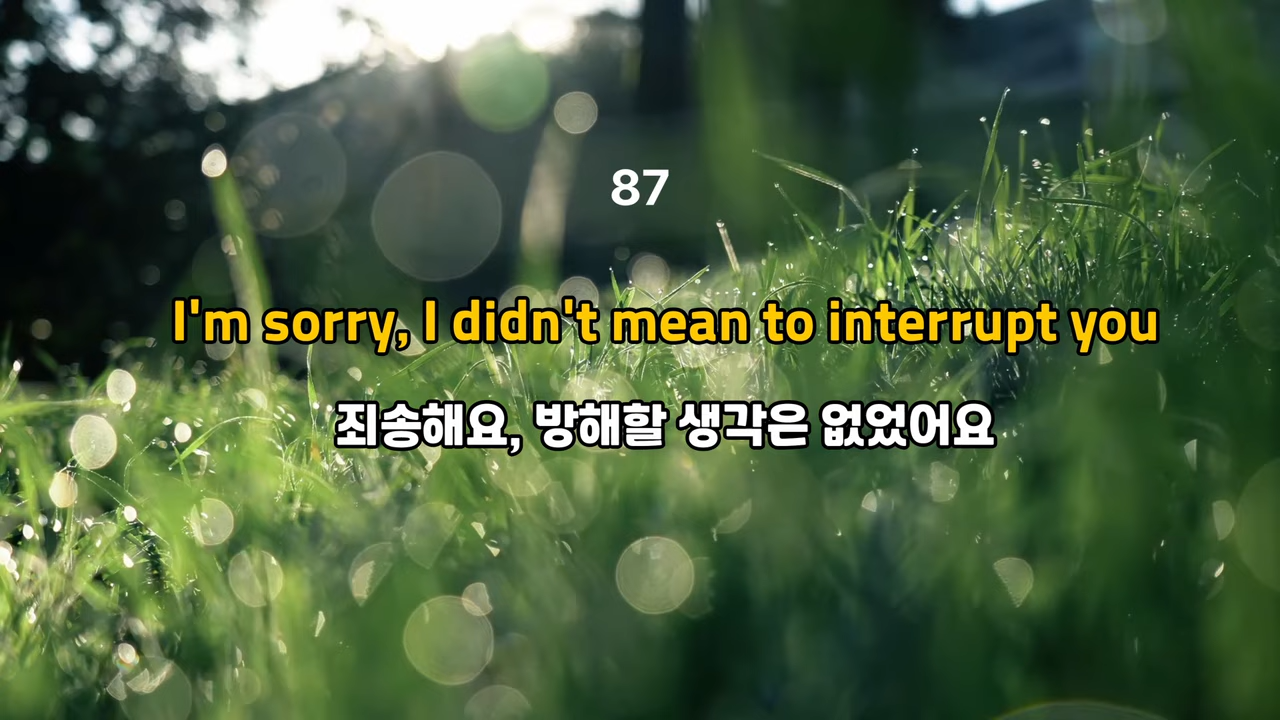 87
I'm sorry, I didn't mean to interrupt you
죄송해요, 방해할 생각은 없었어요